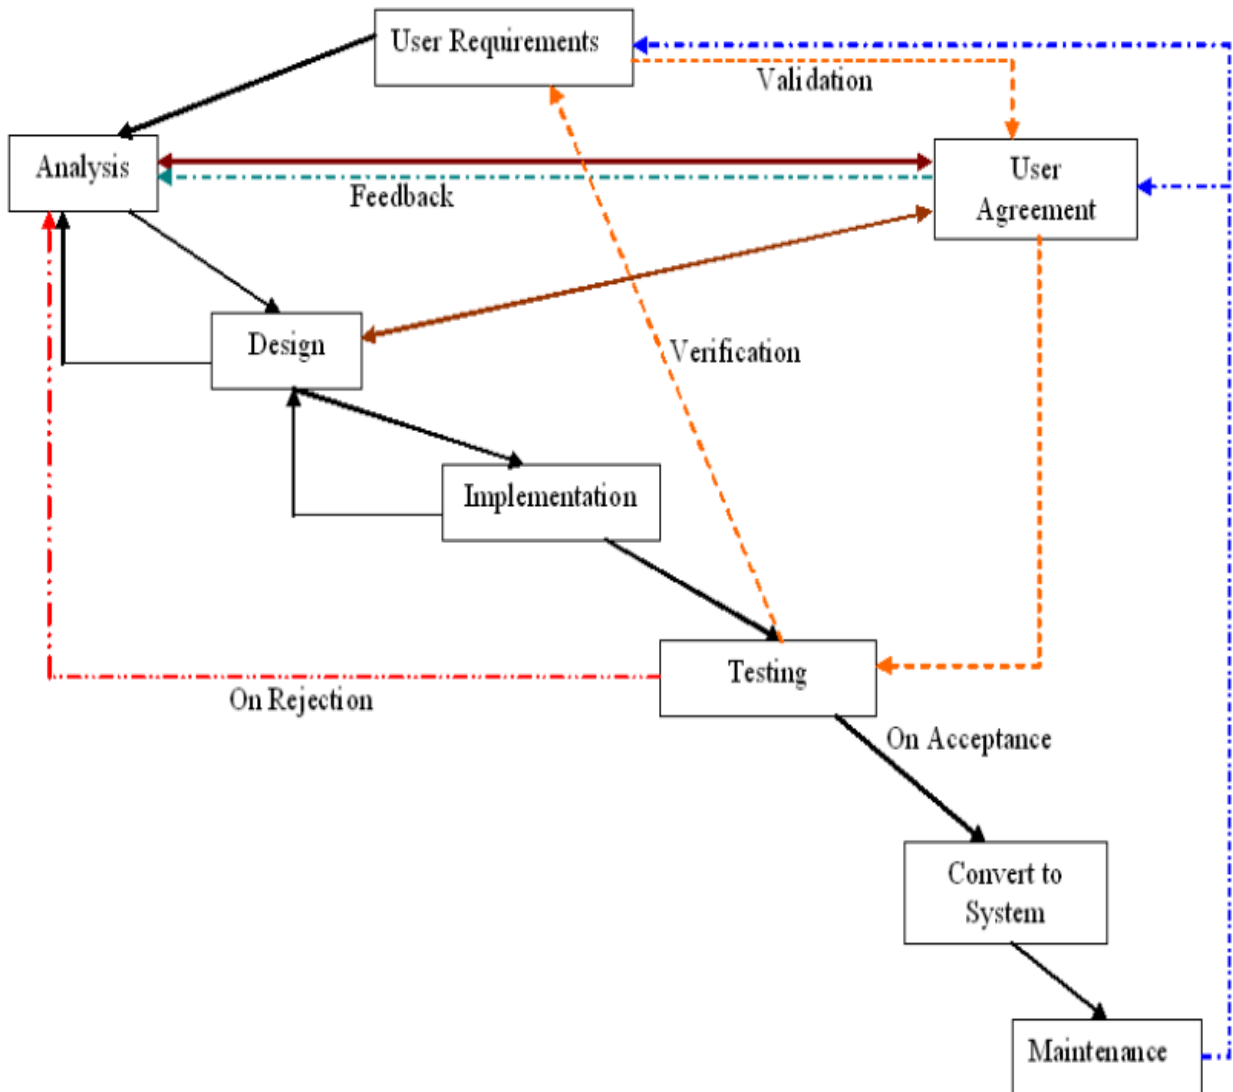 User Requirements
Validation
Analysis
User
Agreement
Feedback
Design
Verification
Implementation
Testing
On Rejection
On Acceptance
Convert to
System
Maintenance